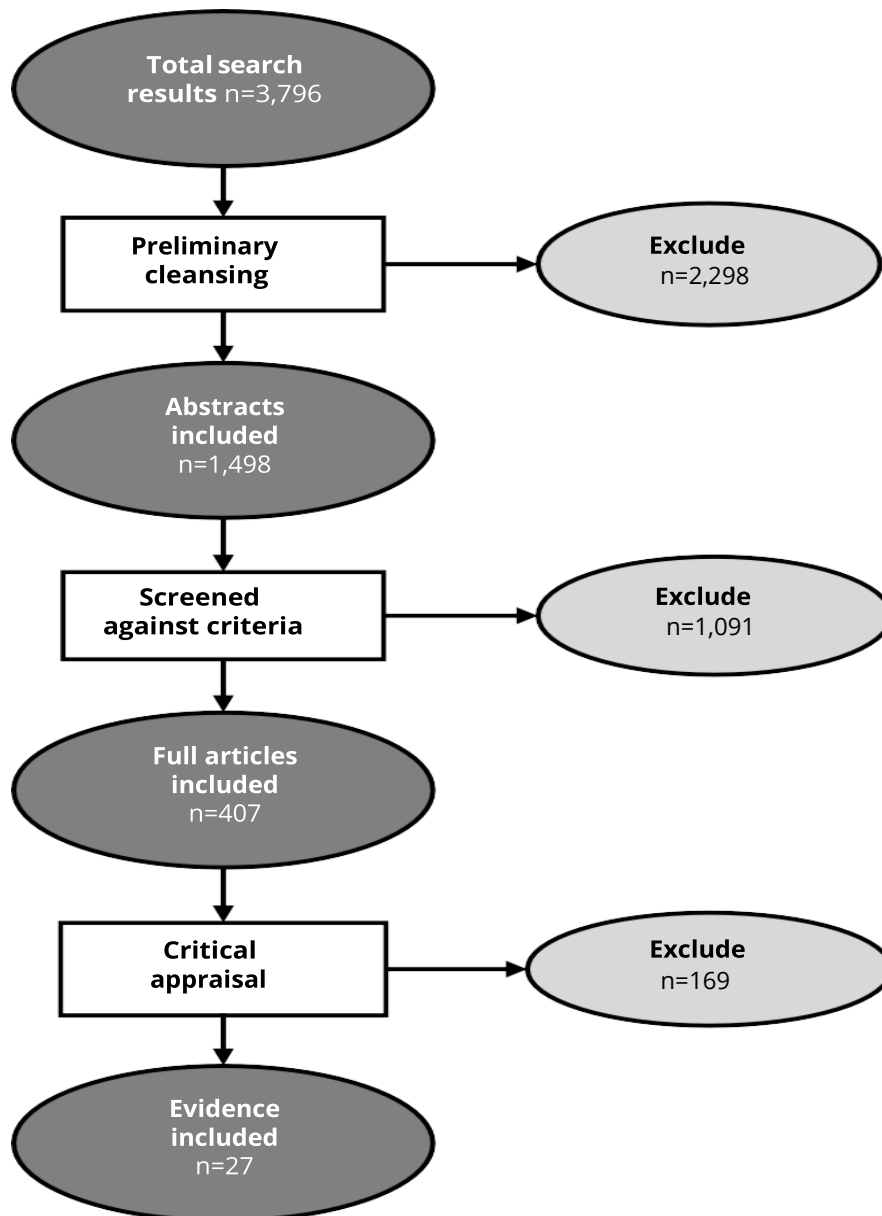 Total search
results n=3,796
Preliminary
cleansing
Exclude
n=2,298
Abstracts
included
n=1,498
Screened
against criteria
Exclude
n=1,091
Full articles
included
n=407
Critical
appraisal
Exclude
n=169
Evidence
included
n=27